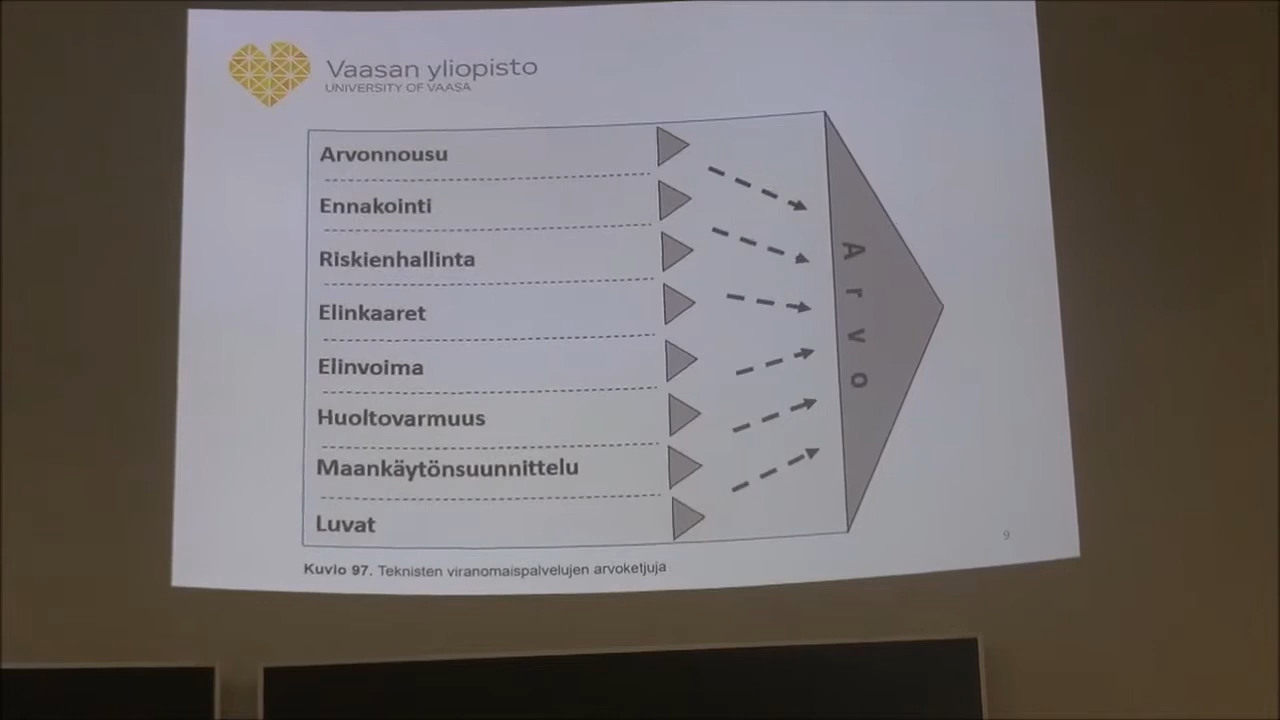 Vaasan yliopisto
UNIVERSITY OF VAASA
Arvonnousu
Ennakointi
Riskienhallinta
Elinkaaret
Elinvoima
Huoltovarmuus
Maankäytönsuunnittelu
Luvat
Arvo
9
Kuvio 97. Teknisten viranomaispalvelujen arvoketjuja